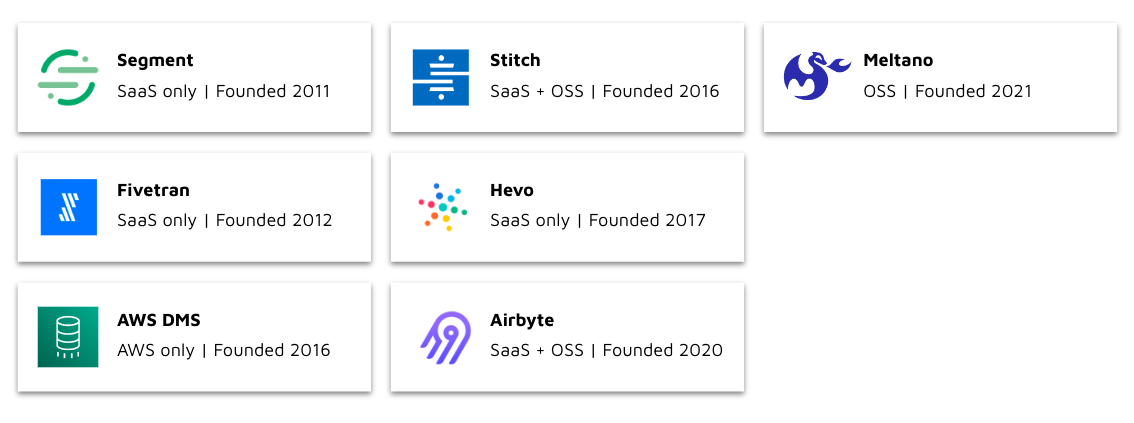 Segment
SaaS only | Founded 2011
Fivetran
SaaS only | Founded 2012
AWS DMS
AWS only | Founded 2016
Stitch
SaaS + OSS | Founded 2016
Hevo
SaaS only | Founded 2017
Airbyte
SaaS + OSS | Founded 2020
Meltano
OSS | Founded 2021